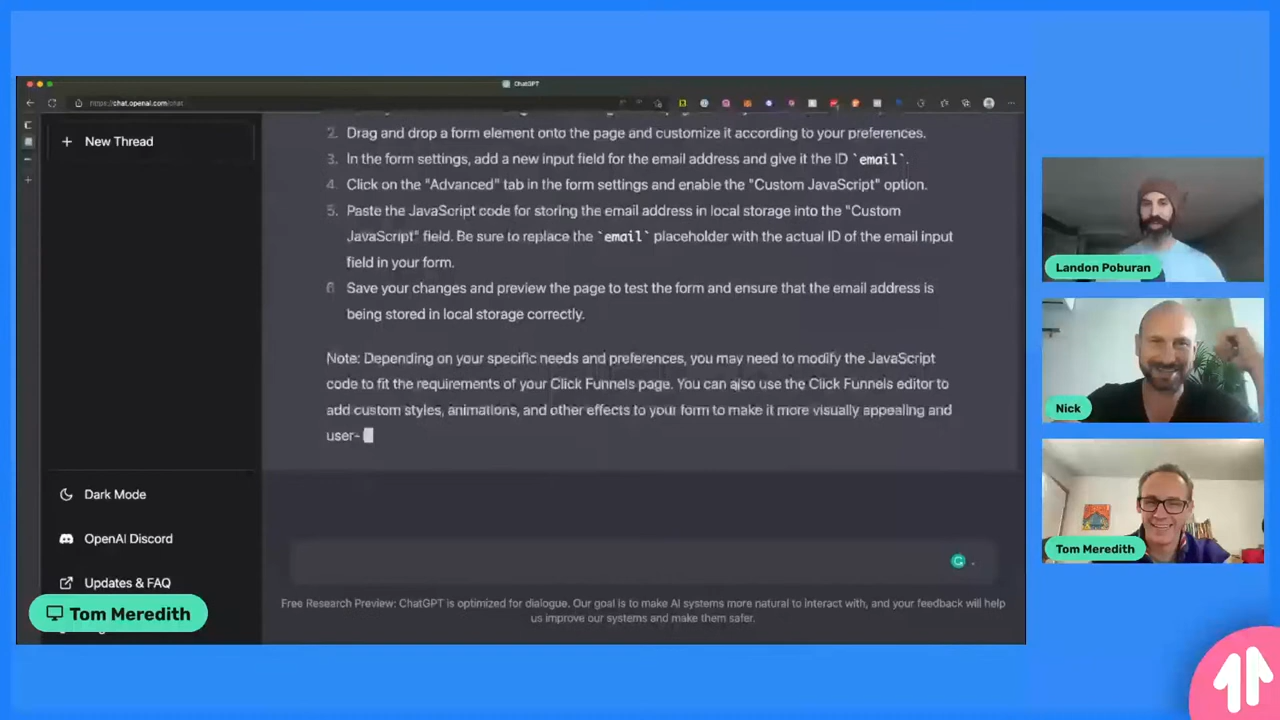 ChatGPT
https://chat.openai.com/chat
New Thread
2. Drag and drop a form element onto the page and customize it according to your preferences.
3. In the form settings, add a new input field for the email address and give it the ID `email`.
4. Click on the "Advanced" tab in the form settings and enable the "Custom JavaScript" option.
5. Paste the JavaScript code for storing the email address in local storage into the "Custom
JavaScript" field. Be sure to replace the `email` placeholder with the actual ID of the email input
field in your form.
6 Save your changes and preview the page to test the form and ensure that the email address is
being stored in local storage correctly.
Note: Depending on your specific needs and preferences, you may need to modify the JavaScript
code to fit the requirements of your Click Funnels page. You can also use the Click Funnels editor to
add custom styles, animations, and other effects to your form to make it more visually appealing and
user-
Dark Mode
OpenAI Discord
Updates & FAQ
Tom Meredith
Free Research Preview: ChatGPT is optimized for dialogue. Our goal is to make AI systems more natural to interact with, and your feedback will help
us improve our systems and make them safer.
Landon Poburan
Nick
Tom Meredith